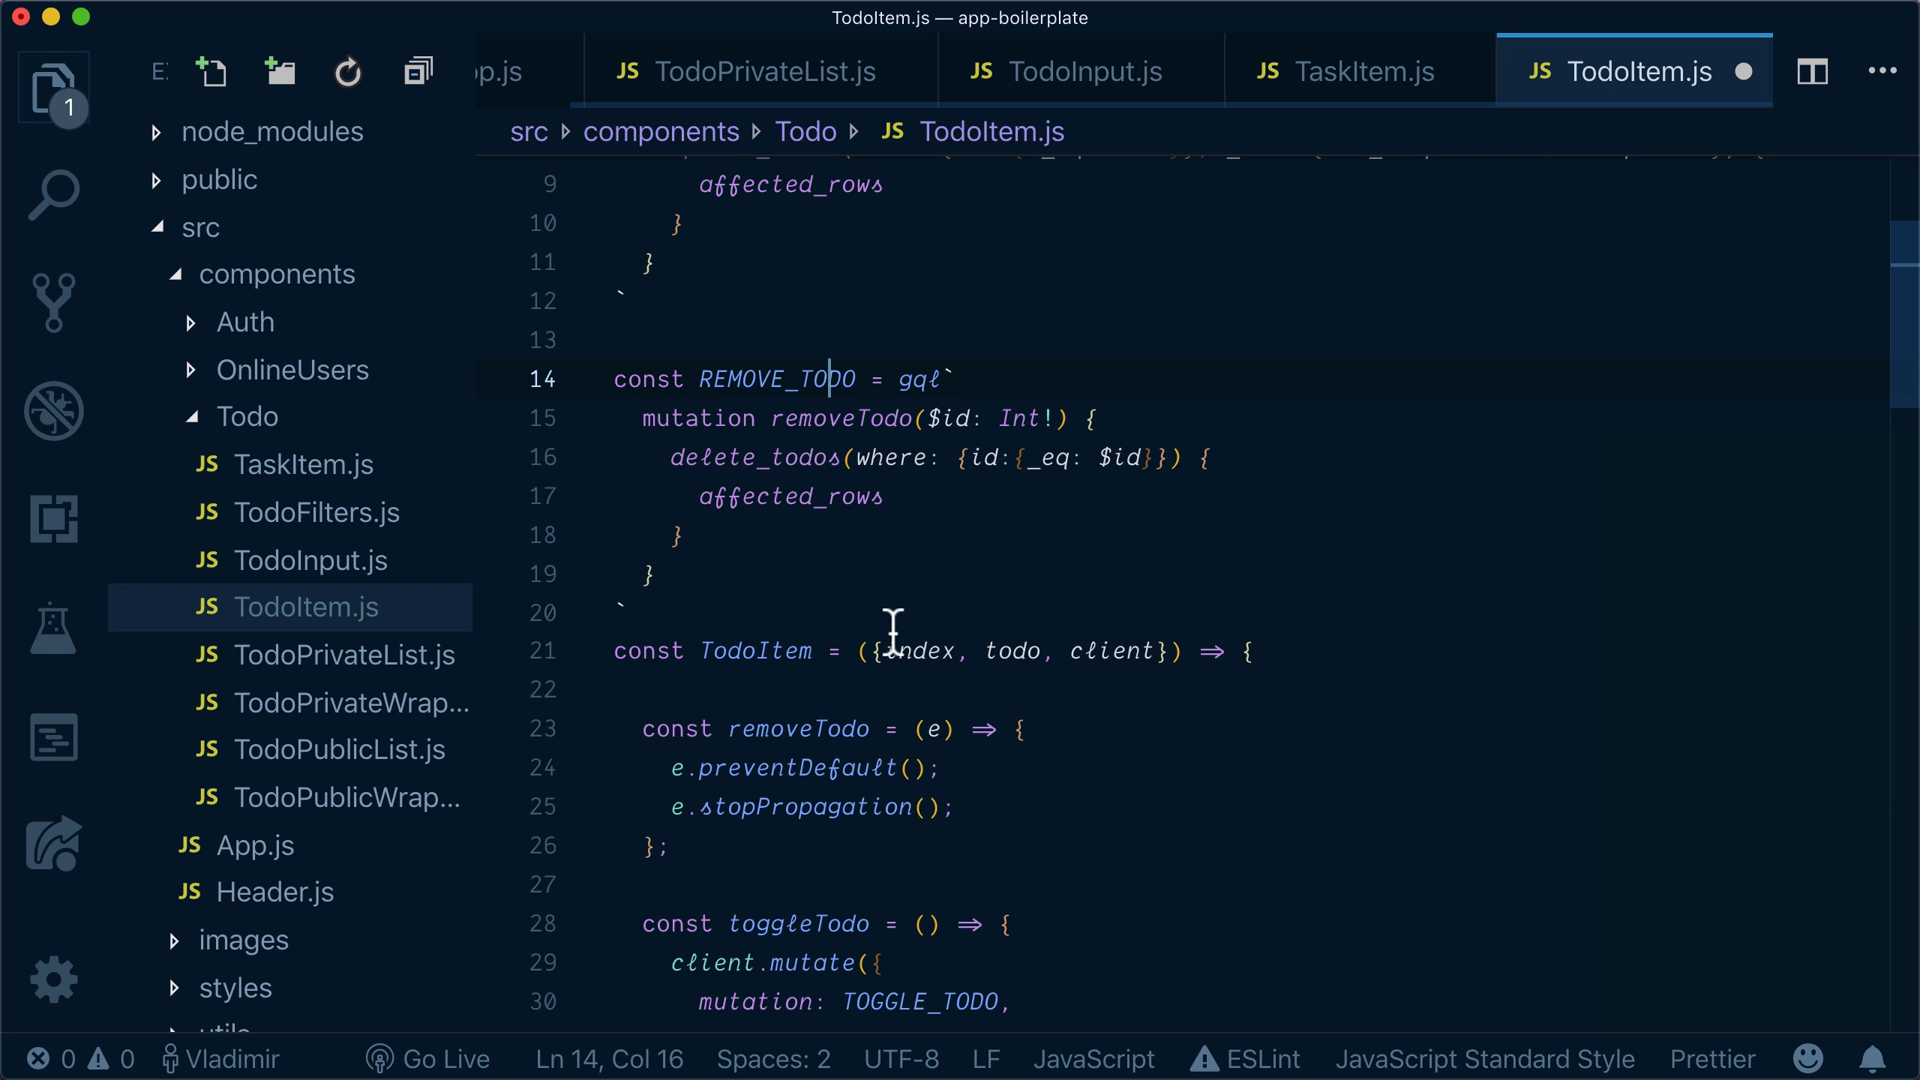 TodoItem.js — app-boilerplate
E:
p.js
JS TodoPrivateList.js
JS TodoInput.js
JS TaskItem.js
JS TodoItem.js
1
src components Todo JS TodoItem.js
node_modules
public
src
components
Auth
OnlineUsers
Todo
JS TaskItem.js
JS TodoFilters.js
JS TodoInput.js
JS TodoItem.js
JS TodoPrivateList.js
JS TodoPrivateWrap...
JS TodoPublicList.js
JS TodoPublicWrap...
JS App.js
JS Header.js
images
styles
9 affected_rows
10 }
11 }
12 `
13
14 const REMOVE_TODO = gql`
15 mutation removeTodo($id: Int!) {
16 delete_todos(where: {id:{_eq: $id}}) {
17 affected_rows
18 }
19 }
20 `
21 const TodoItem = ({index, todo, client}) => {
22
23 const removeTodo = (e) => {
24 e.preventDefault();
25 e.stopPropagation();
26 };
27
28 const toggleTodo = () => {
29 client.mutate({
30 mutation: TOGGLE_TODO,
0 0 Vladimir Go Live Ln 14, Col 16 Spaces: 2 UTF-8 LF JavaScript ESLint JavaScript Standard Style Prettier